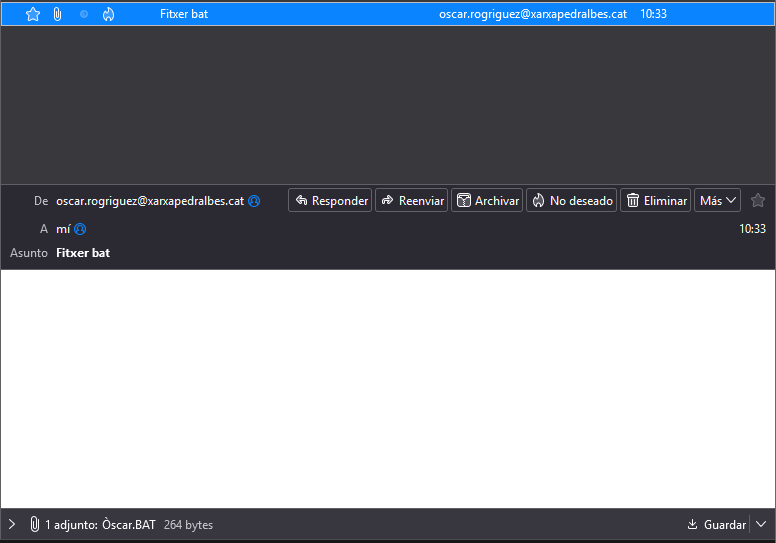 Fitxer bat oscar.rogriguez@xarxapedralbes.cat 10:33
De oscar.rogriguez@xarxapedralbes.cat Responder Reenviar Archivar No deseado Eliminar Más
A mí 10:33
Asunto Fitxer bat
1 adjunto: Òscar.BAT 264 bytes Guardar